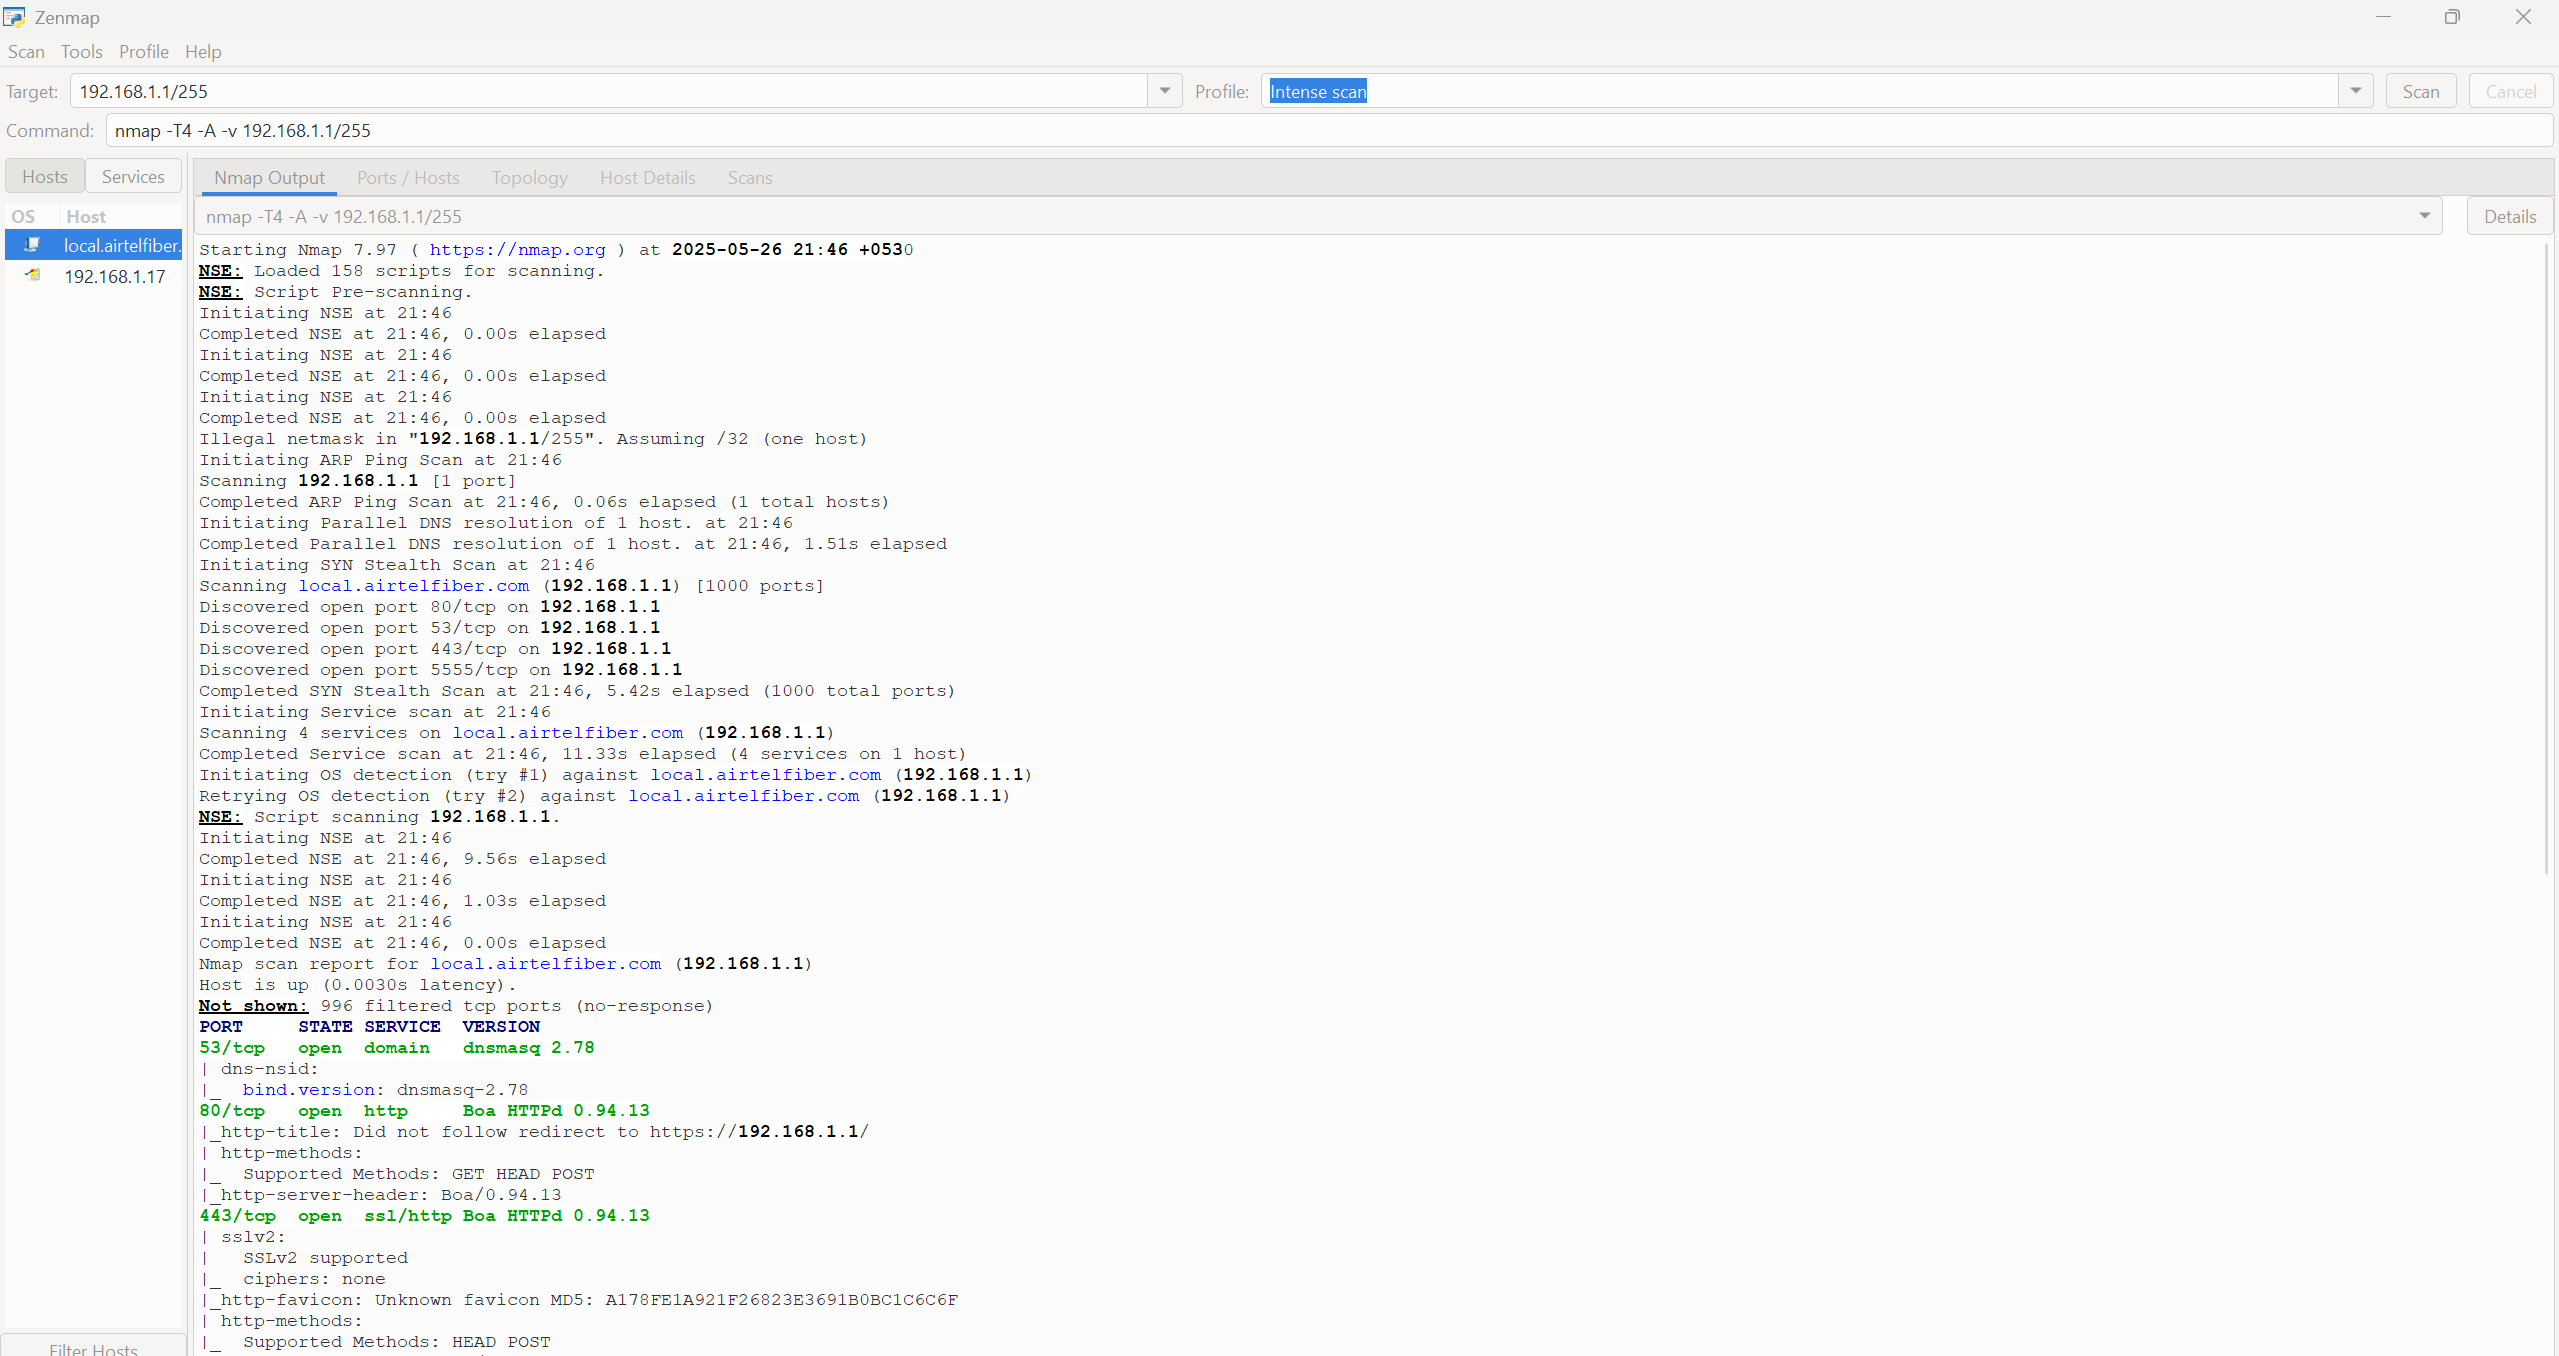 Zenmap
Scan Tools Profile Help
Target: 192.168.1.1/255 Profile: Intense scan Scan Cancel
Command: nmap -T4 -A -v 192.168.1.1/255
Hosts Services
Nmap Output Ports / Hosts Topology Host Details Scans
OS Host
nmap -T4 -A -v 192.168.1.1/255 Details
local.airtelfiber.
192.168.1.17
Starting Nmap 7.97 ( https://nmap.org ) at 2025-05-26 21:46 +0530
NSE: Loaded 158 scripts for scanning.
NSE: Script Pre-scanning.
Initiating NSE at 21:46
Completed NSE at 21:46, 0.00s elapsed
Initiating NSE at 21:46
Completed NSE at 21:46, 0.00s elapsed
Initiating NSE at 21:46
Completed NSE at 21:46, 0.00s elapsed
Illegal netmask in "192.168.1.1/255". Assuming /32 (one host)
Initiating ARP Ping Scan at 21:46
Scanning 192.168.1.1 [1 port]
Completed ARP Ping Scan at 21:46, 0.06s elapsed (1 total hosts)
Initiating Parallel DNS resolution of 1 host. at 21:46
Completed Parallel DNS resolution of 1 host. at 21:46, 1.51s elapsed
Initiating SYN Stealth Scan at 21:46
Scanning local.airtelfiber.com (192.168.1.1) [1000 ports]
Discovered open port 80/tcp on 192.168.1.1
Discovered open port 53/tcp on 192.168.1.1
Discovered open port 443/tcp on 192.168.1.1
Discovered open port 5555/tcp on 192.168.1.1
Completed SYN Stealth Scan at 21:46, 5.42s elapsed (1000 total ports)
Initiating Service scan at 21:46
Scanning 4 services on local.airtelfiber.com (192.168.1.1)
Completed Service scan at 21:46, 11.33s elapsed (4 services on 1 host)
Initiating OS detection (try #1) against local.airtelfiber.com (192.168.1.1)
Retrying OS detection (try #2) against local.airtelfiber.com (192.168.1.1)
NSE: Script scanning 192.168.1.1.
Initiating NSE at 21:46
Completed NSE at 21:46, 9.56s elapsed
Initiating NSE at 21:46
Completed NSE at 21:46, 1.03s elapsed
Initiating NSE at 21:46
Completed NSE at 21:46, 0.00s elapsed
Nmap scan report for local.airtelfiber.com (192.168.1.1)
Host is up (0.0030s latency).
Not shown: 996 filtered tcp ports (no-response)
PORT STATE SERVICE VERSION
53/tcp open domain dnsmasq 2.78
| dns-nsid:
|_ bind.version: dnsmasq-2.78
80/tcp open http Boa HTTPd 0.94.13
|_http-title: Did not follow redirect to https://192.168.1.1/
| http-methods:
|_ Supported Methods: GET HEAD POST
|_http-server-header: Boa/0.94.13
443/tcp open ssl/http Boa HTTPd 0.94.13
| sslv2:
| SSLv2 supported
|_ ciphers: none
|_http-favicon: Unknown favicon MD5: A178FE1A921F26823E3691B0BC1C6C6F
| http-methods:
|_ Supported Methods: HEAD POST
Filter Hosts